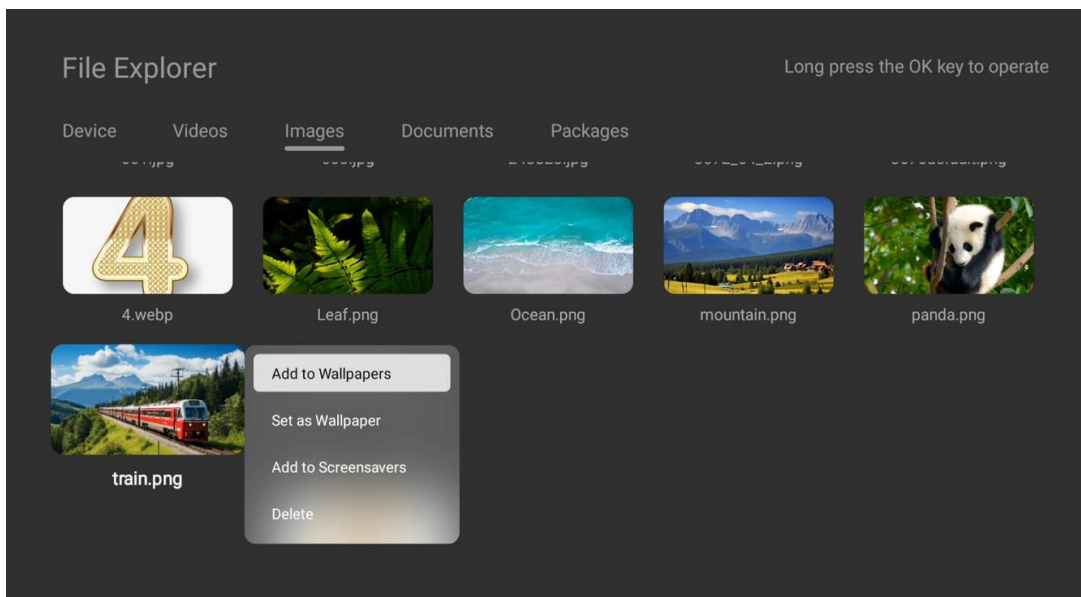 File Explorer
Long press the OK key to operate
Device Videos Images Documents Packages
4.webp Leaf.png Ocean.png mountain.png panda.png
train.png
Add to Wallpapers
Set as Wallpaper
Add to Screensavers
Delete